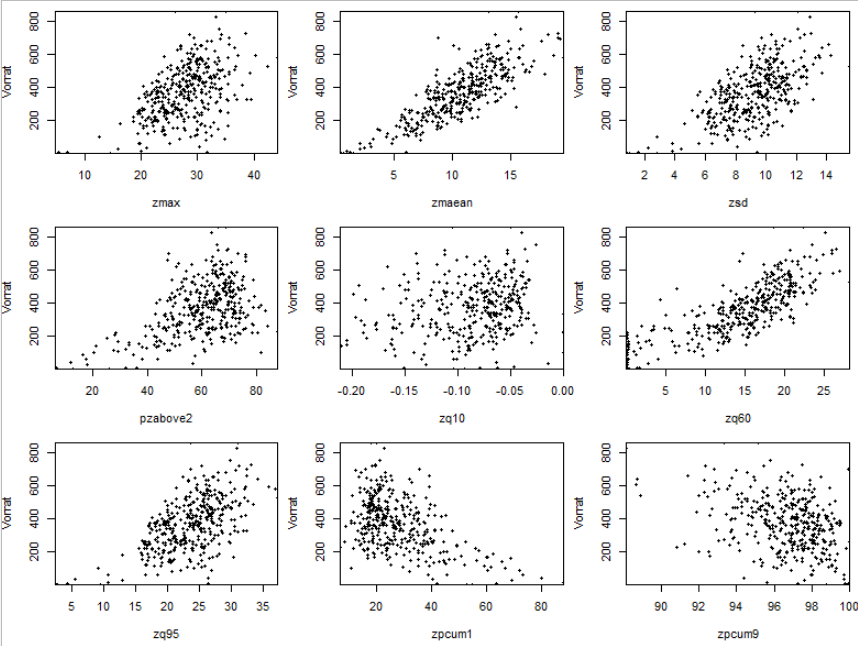 Vorrat
200 400 600 800
10 20 30 40
zmax
Vorrat
200 400 600 800
5 10 15
zmaean
Vorrat
200 400 600 800
2 4 6 8 10 12 14
zsd
Vorrat
200 400 600 800
20 40 60 80
pzabove2
Vorrat
200 400 600 800
-0.20 -0.15 -0.10 -0.05 0.00
zq10
Vorrat
200 400 600 800
5 10 15 20 25
zq60
Vorrat
200 400 600 800
5 10 15 20 25 30 35
zq95
Vorrat
200 400 600 800
20 40 60 80
zpcum1
Vorrat
200 400 600 800
90 92 94 96 98 100
zpcum9